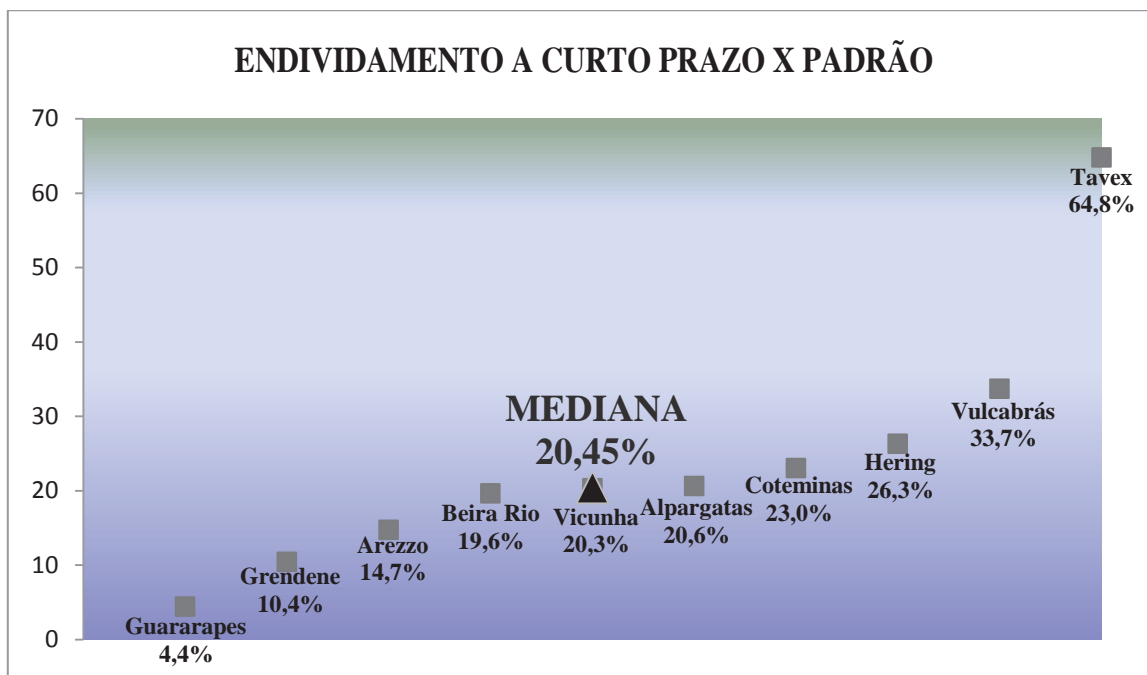 ENDIVIDAMENTO A CURTO PRAZO X PADRÃO
70
60
50
40
30
20
10
0
Tavex
64,8%
MEDIANA
20,45%
Vulcabrás
33,7%
Hering
26,3%
Coteminas
23,0%
Alpargatas
20,6%
Vicunha
20,3%
Beira Rio
19,6%
Arezzo
14,7%
Grendene
10,4%
Guararapes
4,4%